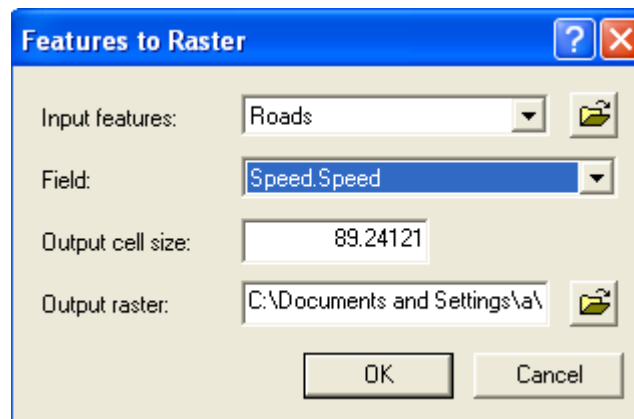 Features to Raster
Input features: Roads
Field: Speed.Speed
Output cell size: 89.24121
Output raster: C:\Documents and Settings\a\
OK Cancel